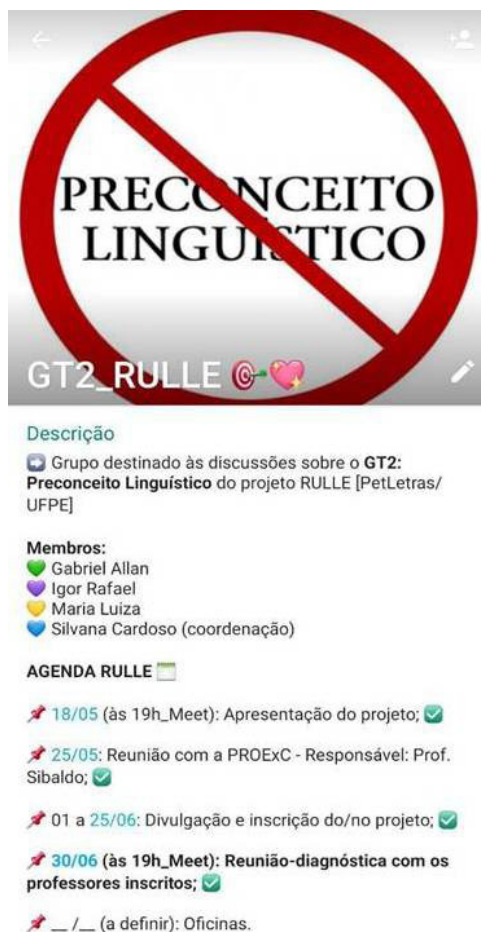 PRECONCEITO
LINGUÍSTICO
GT2_RULLE 🎯💖
Descrição
➡️ Grupo destinado às discussões sobre o GT2:
Preconceito Linguístico do projeto RULLE [PetLetras/
UFPE]
Membros:
💚 Gabriel Allan
💜 Igor Rafael
💛 Maria Luiza
💙 Silvana Cardoso (coordenação)
AGENDA RULLE 🗓️
📌 18/05 (às 19h_Meet): Apresentação do projeto; ✅
📌 25/05: Reunião com a PROExC - Responsável: Prof.
Sibaldo; ✅
📌 01 a 25/06: Divulgação e inscrição do/no projeto; ✅
📌 30/06 (às 19h_Meet): Reunião-diagnóstica com os
professores inscritos; ✅
📌 __ /__ (a definir): Oficinas.